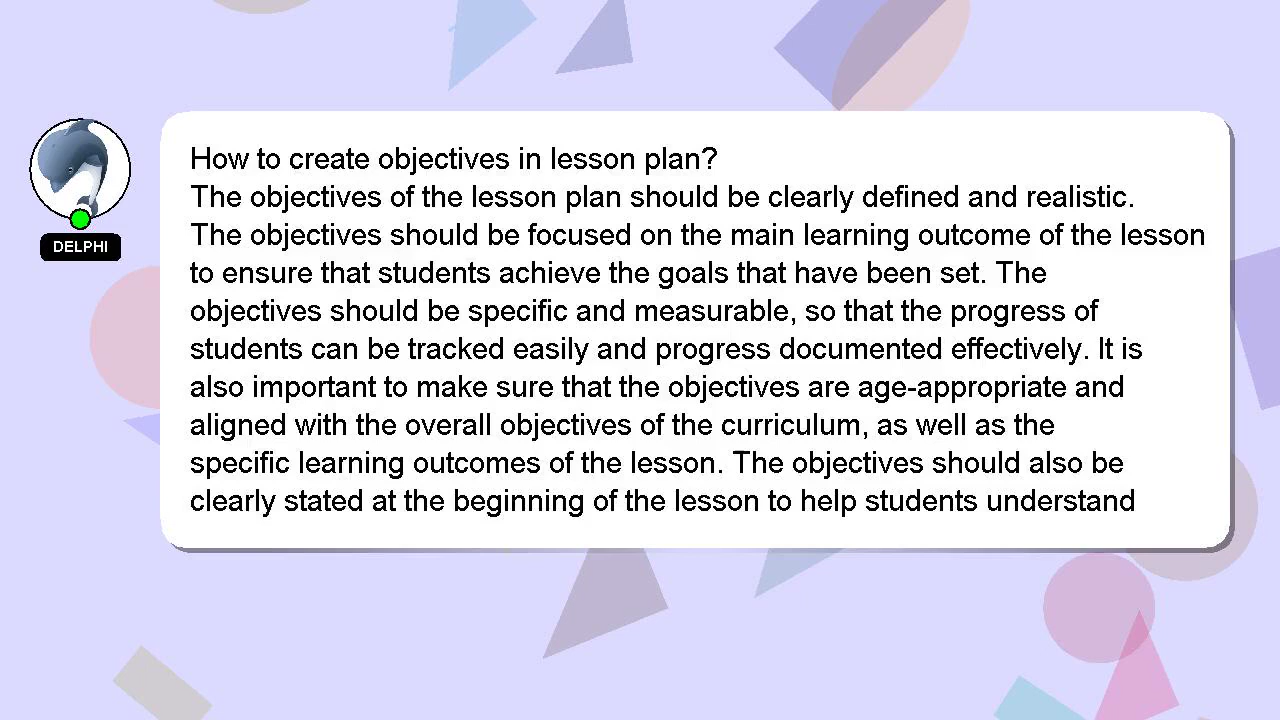 How to create objectives in lesson plan?
The objectives of the lesson plan should be clearly defined and realistic.
The objectives should be focused on the main learning outcome of the lesson
to ensure that students achieve the goals that have been set. The
objectives should be specific and measurable, so that the progress of
students can be tracked easily and progress documented effectively. It is
also important to make sure that the objectives are age-appropriate and
aligned with the overall objectives of the curriculum, as well as the
specific learning outcomes of the lesson. The objectives should also be
clearly stated at the beginning of the lesson to help students understand
DELPHI